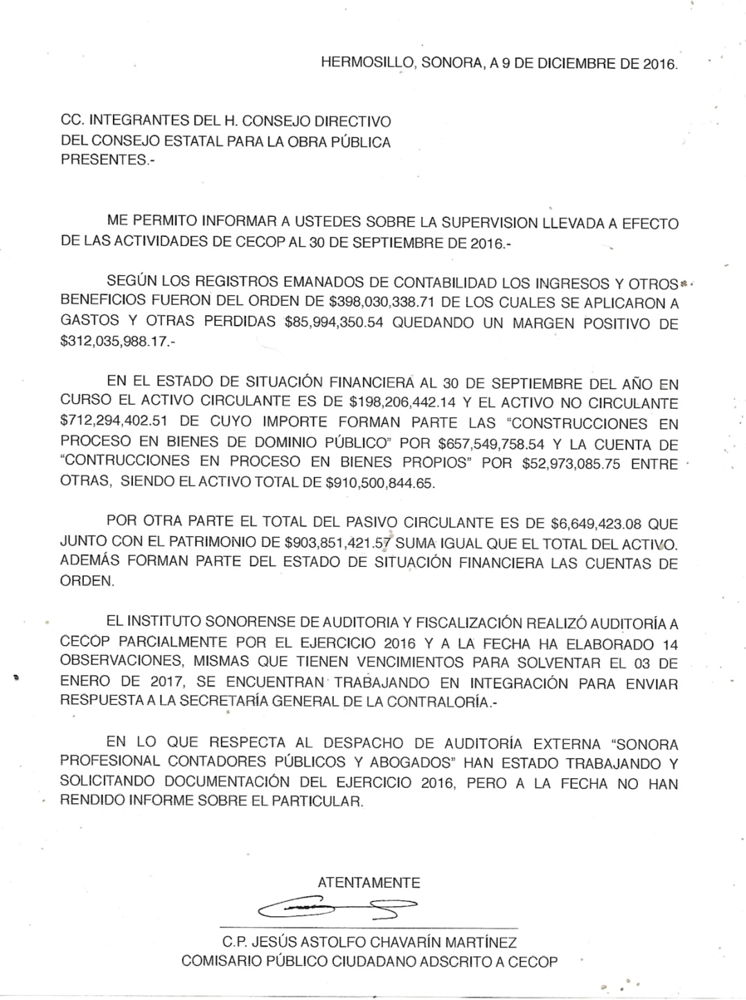 HERMOSILLO, SONORA, A 9 DE DICIEMBRE DE 2016.
CC. INTEGRANTES DEL H. CONSEJO DIRECTIVO
DEL CONSEJO ESTATAL PARA LA OBRA PÚBLICA
PRESENTES.-
ME PERMITO INFORMAR A USTEDES SOBRE LA SUPERVISION LLEVADA A EFECTO
DE LAS ACTIVIDADES DE CECOP AL 30 DE SEPTIEMBRE DE 2016.-
SEGÚN LOS REGISTROS EMANADOS DE CONTABILIDAD LOS INGRESOS Y OTROS
BENEFICIOS FUERON DEL ORDEN DE $398,030,338.71 DE LOS CUALES SE APLICARON A
GASTOS Y OTRAS PERDIDAS $85,994,350.54 QUEDANDO UN MARGEN POSITIVO DE
$312,035,988.17.-
EN EL ESTADO DE SITUACIÓN FINANCIERA AL 30 DE SEPTIEMBRE DEL AÑO EN
CURSO EL ACTIVO CIRCULANTE ES DE $198,206,442.14 Y EL ACTIVO NO CIRCULANTE
$712,294,402.51 DE CUYO IMPORTE FORMAN PARTE LAS “CONSTRUCCIONES EN
PROCESO EN BIENES DE DOMINIO PÚBLICO” POR $657,549,758.54 Y LA CUENTA DE
“CONTRUCCIONES EN PROCESO EN BIENES PROPIOS” POR $52,973,085.75 ENTRE
OTRAS, SIENDO EL ACTIVO TOTAL DE $910,500,844.65.
POR OTRA PARTE EL TOTAL DEL PASIVO CIRCULANTE ES DE $6,649,423.08 QUE
JUNTO CON EL PATRIMONIO DE $903,851,421.57 SUMA IGUAL QUE EL TOTAL DEL ACTIVO.
ADEMÁS FORMAN PARTE DEL ESTADO DE SITUACIÓN FINANCIERA LAS CUENTAS DE
ORDEN.
EL INSTITUTO SONORENSE DE AUDITORIA Y FISCALIZACIÓN REALIZÓ AUDITORÍA A
CECOP PARCIALMENTE POR EL EJERCICIO 2016 Y A LA FECHA HA ELABORADO 14
OBSERVACIONES, MISMAS QUE TIENEN VENCIMIENTOS PARA SOLVENTAR EL 03 DE
ENERO DE 2017, SE ENCUENTRAN TRABAJANDO EN INTEGRACIÓN PARA ENVIAR
RESPUESTA A LA SECRETARÍA GENERAL DE LA CONTRALORÍA.-
EN LO QUE RESPECTA AL DESPACHO DE AUDITORÍA EXTERNA “SONORA
PROFESIONAL CONTADORES PÚBLICOS Y ABOGADOS” HAN ESTADO TRABAJANDO Y
SOLICITANDO DOCUMENTACIÓN DEL EJERCICIO 2016, PERO A LA FECHA NO HAN
RENDIDO INFORME SOBRE EL PARTICULAR.
ATENTAMENTE
C.P. JESÚS ASTOLFO CHAVARÍN MARTÍNEZ
COMISARIO PÚBLICO CIUDADANO ADSCRITO A CECOP